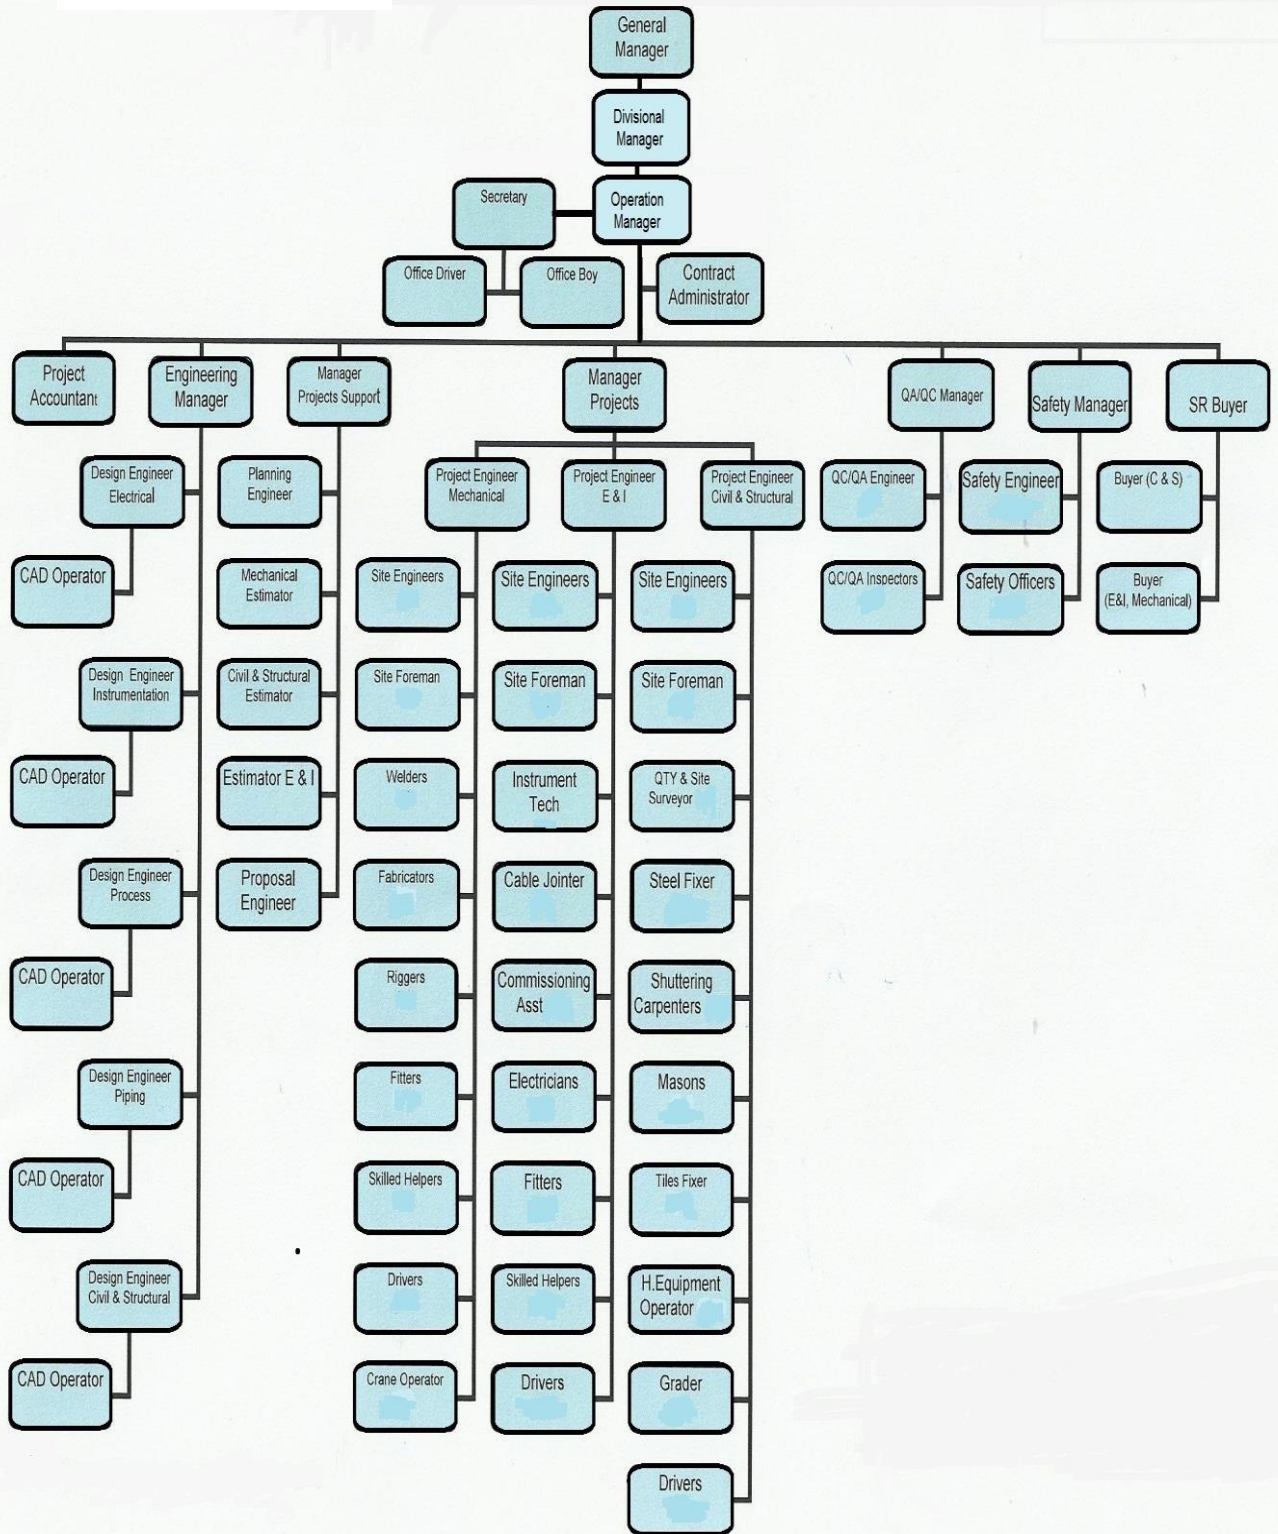 General
Manager
Divisional
Manager
Secretary
Operation
Manager
Office Driver
Office Boy
Contract
Administrator
Project
Accountant
Engineering
Manager
Manager
Projects Support
Manager
Projects
QA/QC Manager
Safety Manager
SR Buyer
Design Engineer
Electrical
CAD Operator
Design Engineer
Instrumentation
CAD Operator
Design Engineer
Process
CAD Operator
Design Engineer
Piping
CAD Operator
Design Engineer
Civil & Structural
CAD Operator
Planning
Engineer
Mechanical
Estimator
Civil & Structural
Estimator
Estimator E & I
Proposal
Engineer
Project Engineer
Mechanical
Site Engineers
Site Foreman
Welders
Fabricators
Riggers
Fitters
Skilled Helpers
Drivers
Crane Operator
Project Engineer
E & I
Site Engineers
Site Foreman
Instrument
Tech
Cable Jointer
Commissioning
Asst
Electricians
Fitters
Skilled Helpers
Drivers
Project Engineer
Civil & Structural
Site Engineers
Site Foreman
QTY & Site
Surveyor
Steel Fixer
Shuttering
Carpenters
Masons
Tiles Fixer
H.Equipment
Operator
Grader
Drivers
QC/QA Engineer
QC/QA Inspectors
Safety Engineer
Safety Officers
Buyer (C & S)
Buyer
(E&I, Mechanical)